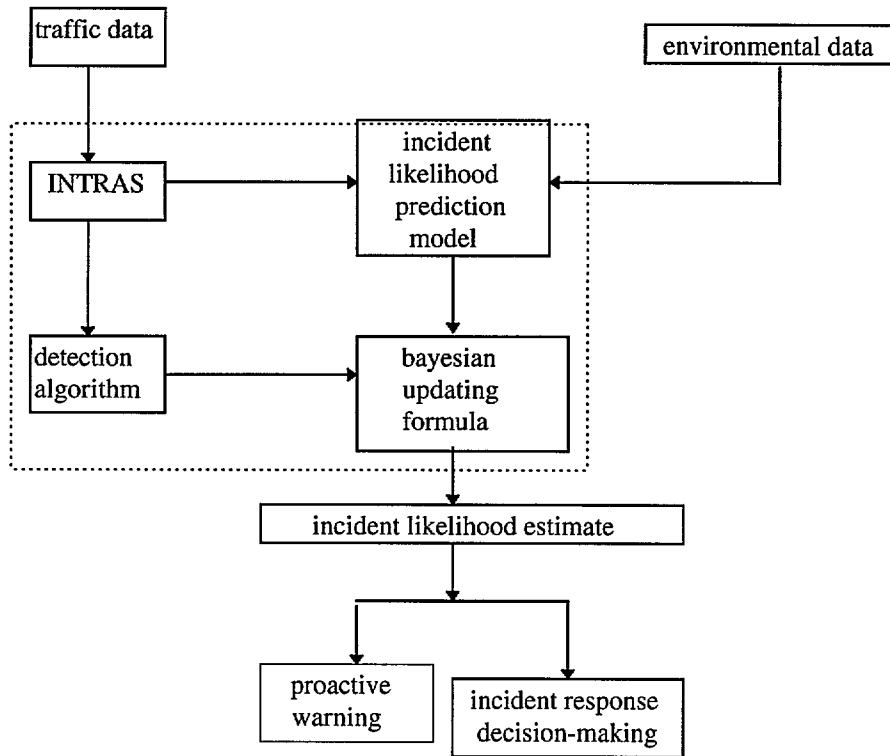 traffic data
environmental data
incident
likelihood
prediction
model
INTRAS
detection
algorithm
bayesian
updating
formula
incident likelihood estimate
proactive
warning
incident response
decision-making